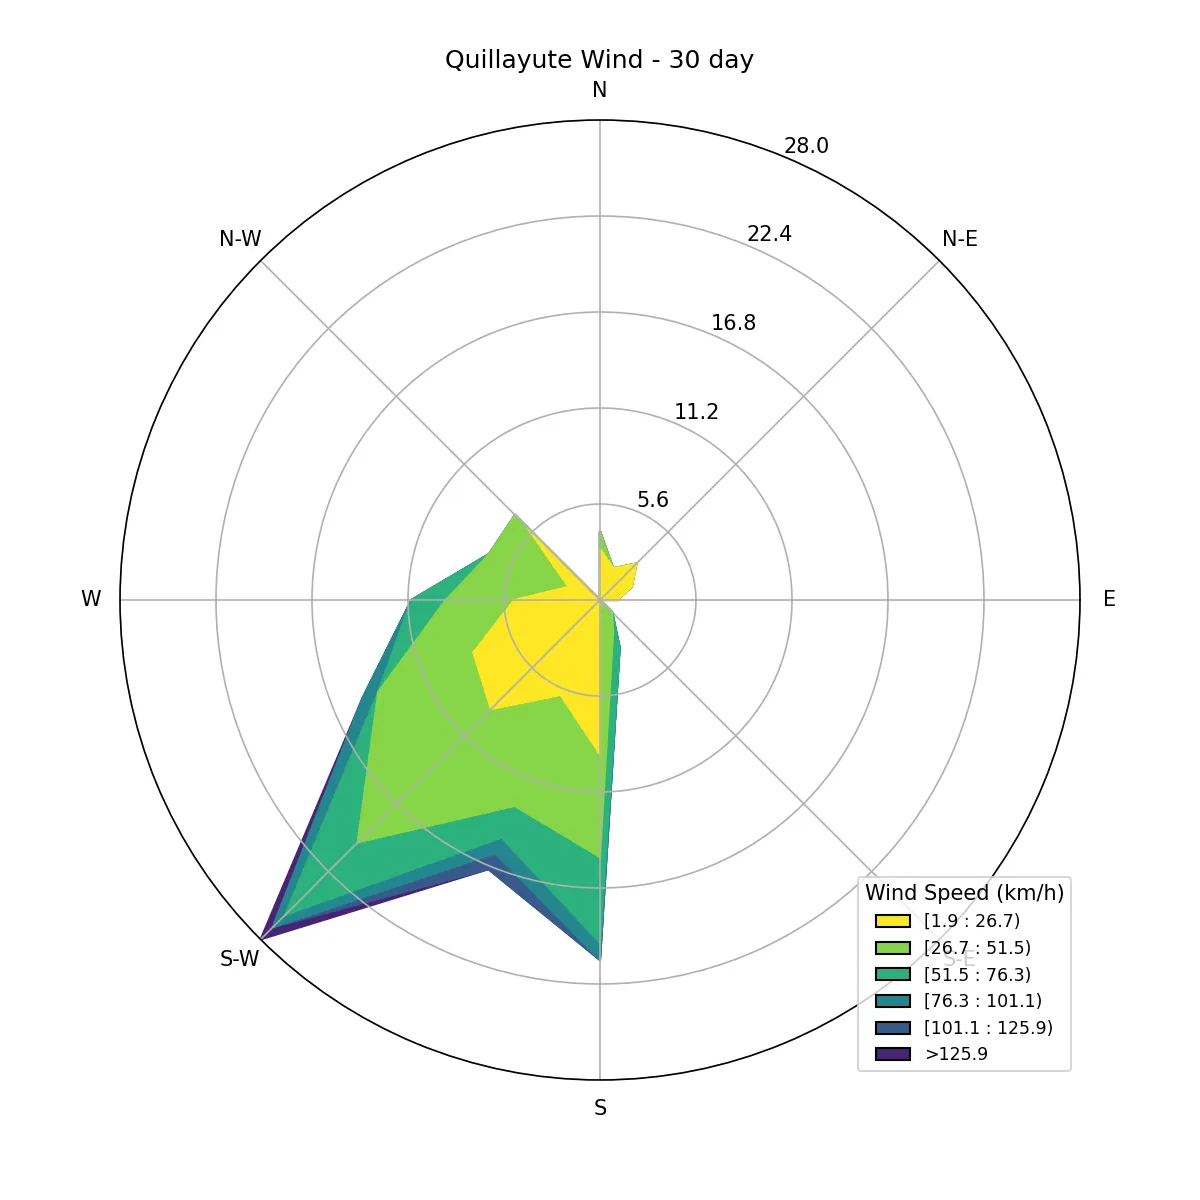 Quillayute Wind - 30 day
N
28.0
N-W
22.4
N-E
16.8
11.2
5.6
W
E
S-W
S-E
Wind Speed (km/h)
[1.9 : 26.7)
[26.7 : 51.5)
[51.5 : 76.3)
[76.3 : 101.1)
[101.1 : 125.9)
>125.9
S